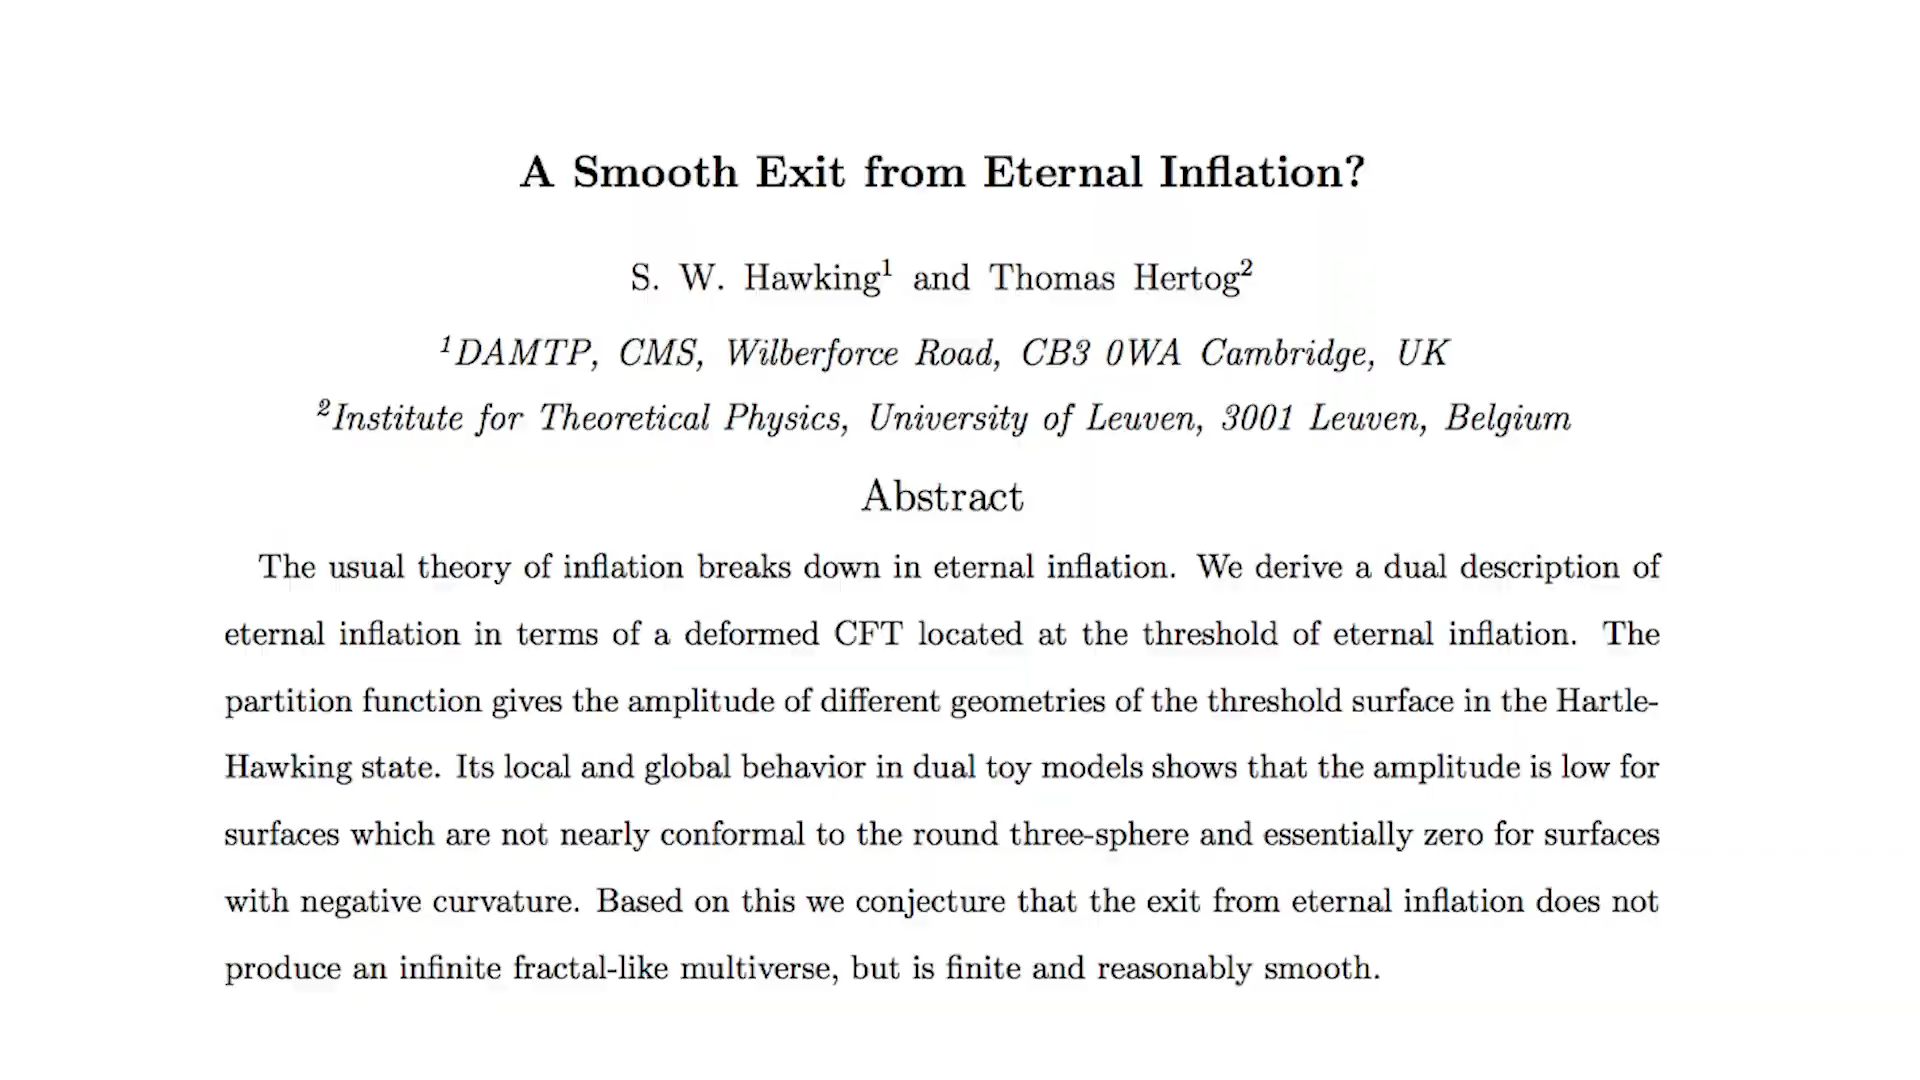 A Smooth Exit from Eternal Inflation?
S. W. Hawking¹ and Thomas Hertog²
¹DAMTP, CMS, Wilberforce Road, CB3 0WA Cambridge, UK
²Institute for Theoretical Physics, University of Leuven, 3001 Leuven, Belgium
Abstract
The usual theory of inflation breaks down in eternal inflation. We derive a dual description of
eternal inflation in terms of a deformed CFT located at the threshold of eternal inflation. The
partition function gives the amplitude of different geometries of the threshold surface in the Hartle-
Hawking state. Its local and global behavior in dual toy models shows that the amplitude is low for
surfaces which are not nearly conformal to the round three-sphere and essentially zero for surfaces
with negative curvature. Based on this we conjecture that the exit from eternal inflation does not
produce an infinite fractal-like multiverse, but is finite and reasonably smooth.